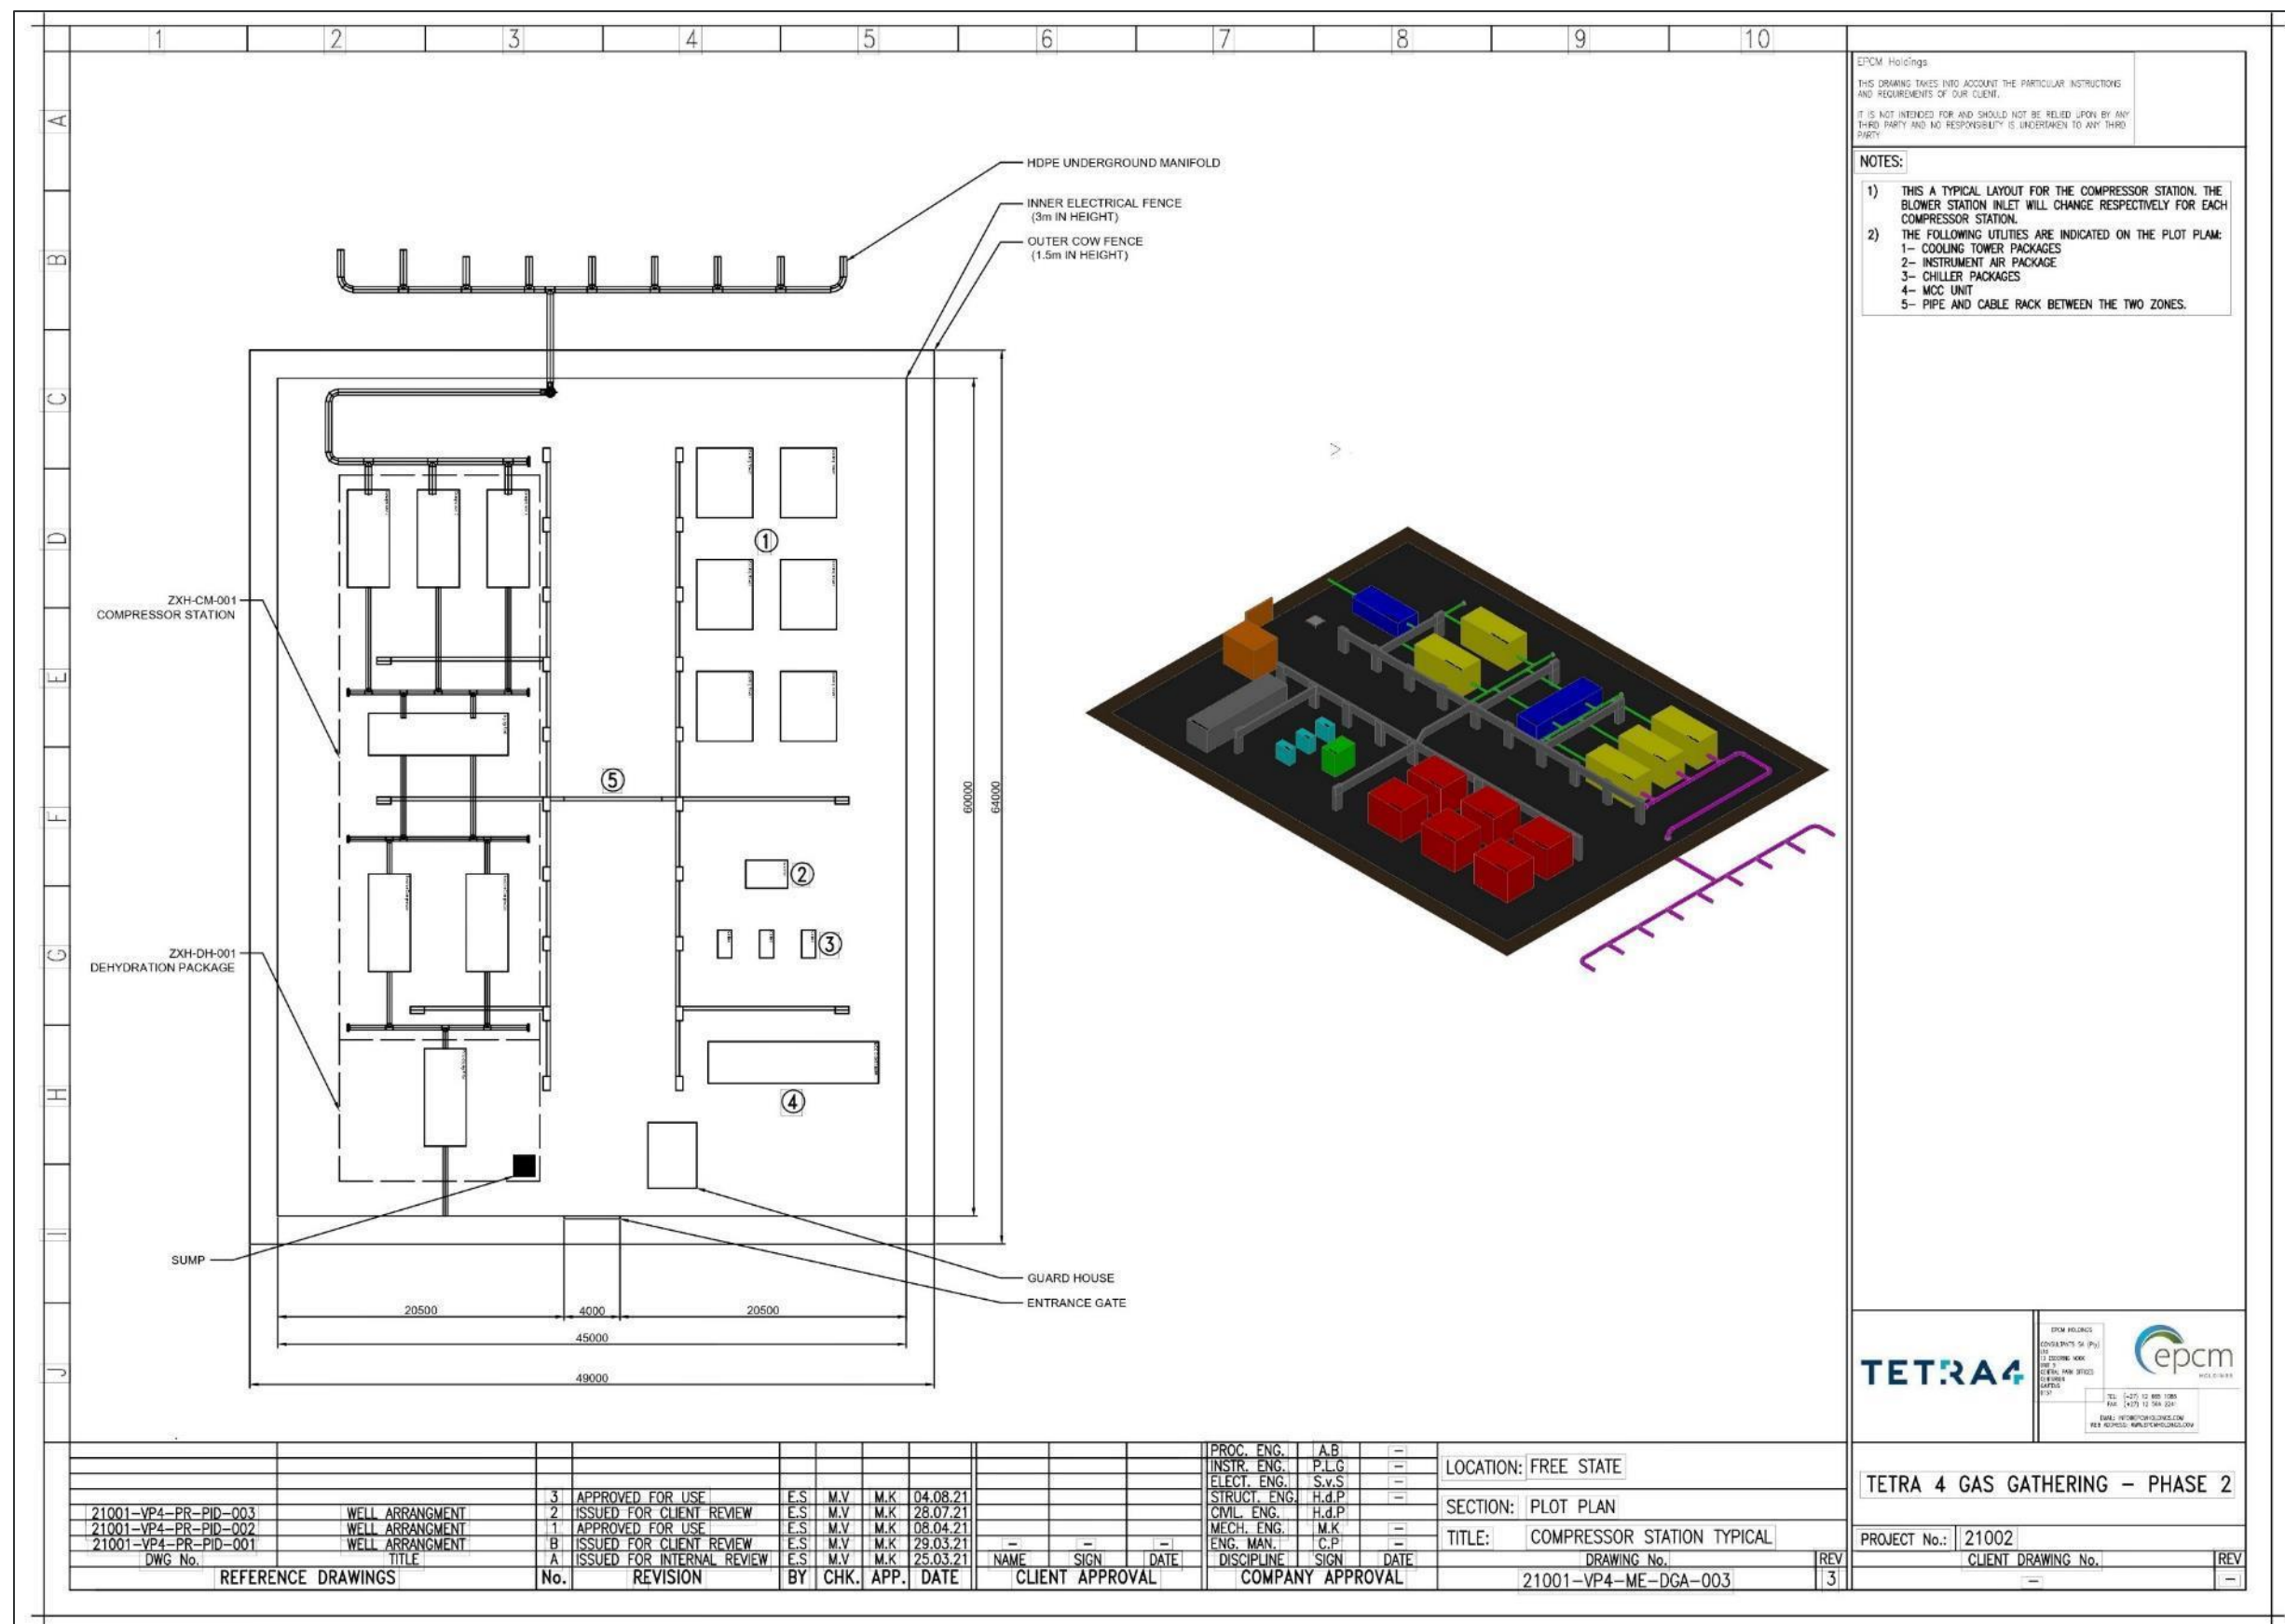 1 2 3 4 5 6 7 8 9 10
A
B
C
D
E
F
G
H
I
J
EPCM Holdings
THIS DRAWING TAKES INTO ACCOUNT THE PARTICULAR INSTRUCTIONS
AND REQUIREMENTS OF OUR CLIENT.
IT IS NOT INTENDED FOR AND SHOULD NOT BE RELIED UPON BY ANY
THIRD PARTY AND NO RESPONSIBILITY IS UNDERTAKEN TO ANY THIRD
PARTY
NOTES:
1) THIS A TYPICAL LAYOUT FOR THE COMPRESSOR STATION. THE
BLOWER STATION INLET WILL CHANGE RESPECTIVELY FOR EACH
COMPRESSOR STATION.
2) THE FOLLOWING UTLITIES ARE INDICATED ON THE PLOT PLAM:
1- COOLING TOWER PACKAGES
2- INSTRUMENT AIR PACKAGE
3- CHILLER PACKAGES
4- MCC UNIT
5- PIPE AND CABLE RACK BETWEEN THE TWO ZONES.
HDPE UNDERGROUND MANIFOLD
INNER ELECTRICAL FENCE
(3m IN HEIGHT)
OUTER COW FENCE
(1.5m IN HEIGHT)
1
ZXH-CM-001
COMPRESSOR STATION
5
60000
64000
2
3
ZXH-DH-001
DEHYDRATION PACKAGE
4
SUMP
GUARD HOUSE
ENTRANCE GATE
20500 4000 20500
45000
49000
TETRA4
EPCM HOLDINGS
epcm
HOLDINGS
TETRA 4 GAS GATHERING - PHASE 2
PROJECT No.: 21002
CLIENT DRAWING No. REV
- -
LOCATION: FREE STATE
SECTION: PLOT PLAN
TITLE: COMPRESSOR STATION TYPICAL
DRAWING No. REV
21001-VP4-ME-DGA-003 3
PROC. ENG. A.B -
INSTR. ENG. P.L.G -
ELECT. ENG. S.v.S -
STRUCT. ENG. H.d.P -
CIVIL. ENG. H.d.P
MECH. ENG. M.K -
ENG. MAN. C.P -
DISCIPLINE SIGN DATE
COMPANY APPROVAL
- - -
NAME SIGN DATE
CLIENT APPROVAL
3 APPROVED FOR USE E.S M.V M.K 04.08.21
21001-VP4-PR-PID-003 WELL ARRANGMENT 2 ISSUED FOR CLIENT REVIEW E.S M.V M.K 28.07.21
21001-VP4-PR-PID-002 WELL ARRANGMENT 1 APPROVED FOR USE E.S M.V M.K 08.04.21
21001-VP4-PR-PID-001 WELL ARRANGMENT B ISSUED FOR CLIENT REVIEW E.S M.V M.K 29.03.21
DWG No. TITLE A ISSUED FOR INTERNAL REVIEW E.S M.V M.K 25.03.21
REFERENCE DRAWINGS No. REVISION BY CHK. APP. DATE